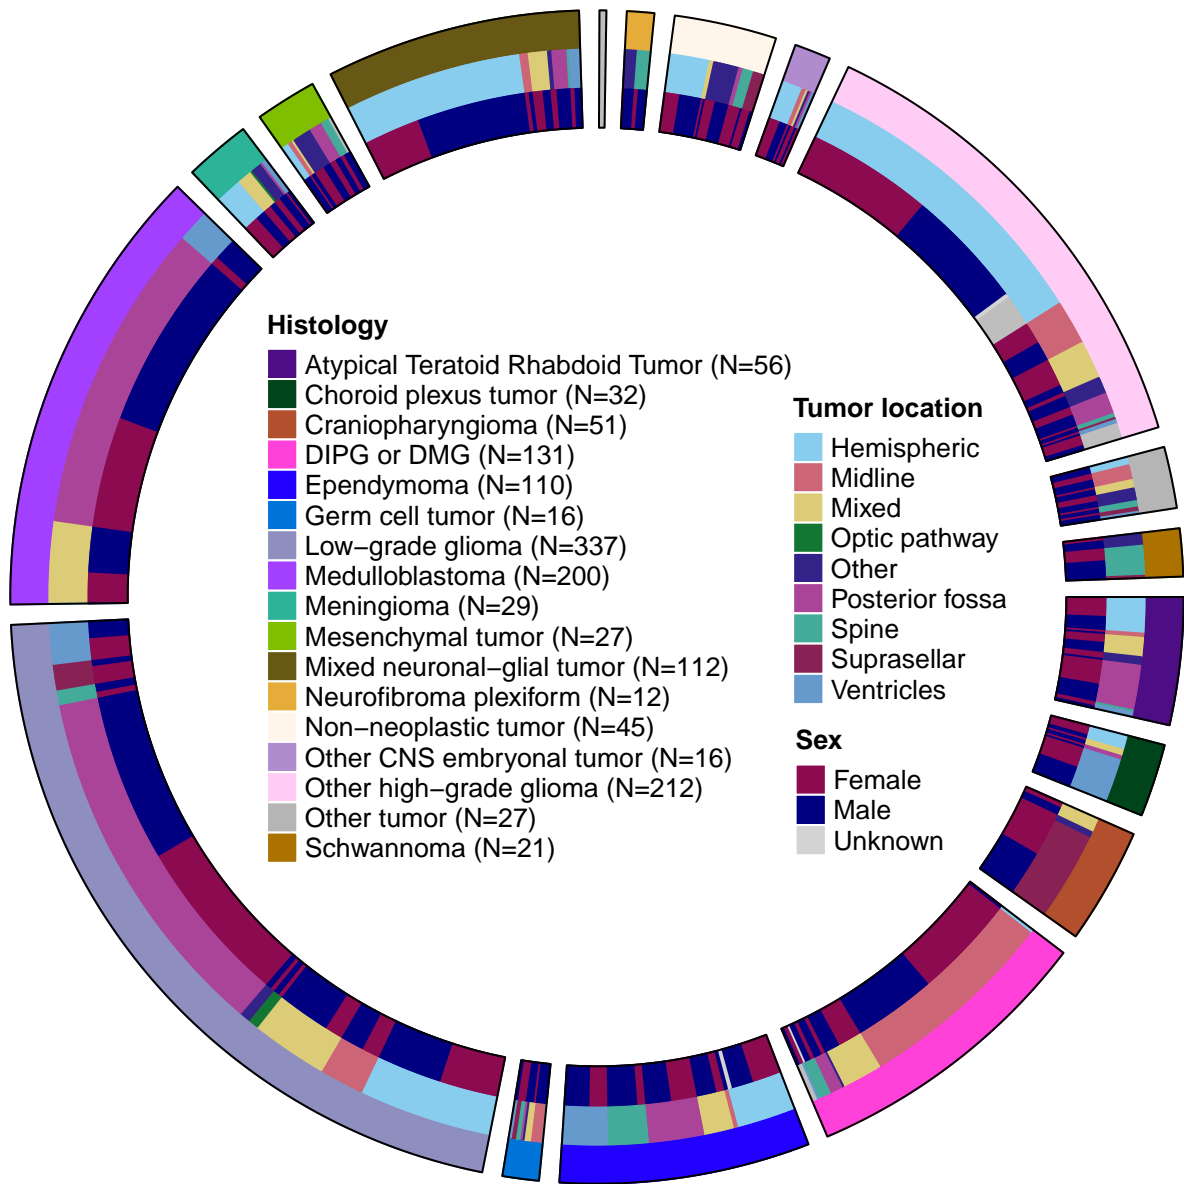 Histology
Atypical Teratoid Rhabdoid Tumor (N=56)
Choroid plexus tumor (N=32)
Craniopharyngioma (N=51)
DIPG or DMG (N=131)
Ependymoma (N=110)
Germ cell tumor (N=16)
Low−grade glioma (N=337)
Medulloblastoma (N=200)
Meningioma (N=29)
Mesenchymal tumor (N=27)
Mixed neuronal−glial tumor (N=112)
Neurofibroma plexiform (N=12)
Non−neoplastic tumor (N=45)
Other CNS embryonal tumor (N=16)
Other high−grade glioma (N=212)
Other tumor (N=27)
Schwannoma (N=21)
Tumor location
Hemispheric
Midline
Mixed
Optic pathway
Other
Posterior fossa
Spine
Suprasellar
Ventricles
Sex
Female
Male
Unknown